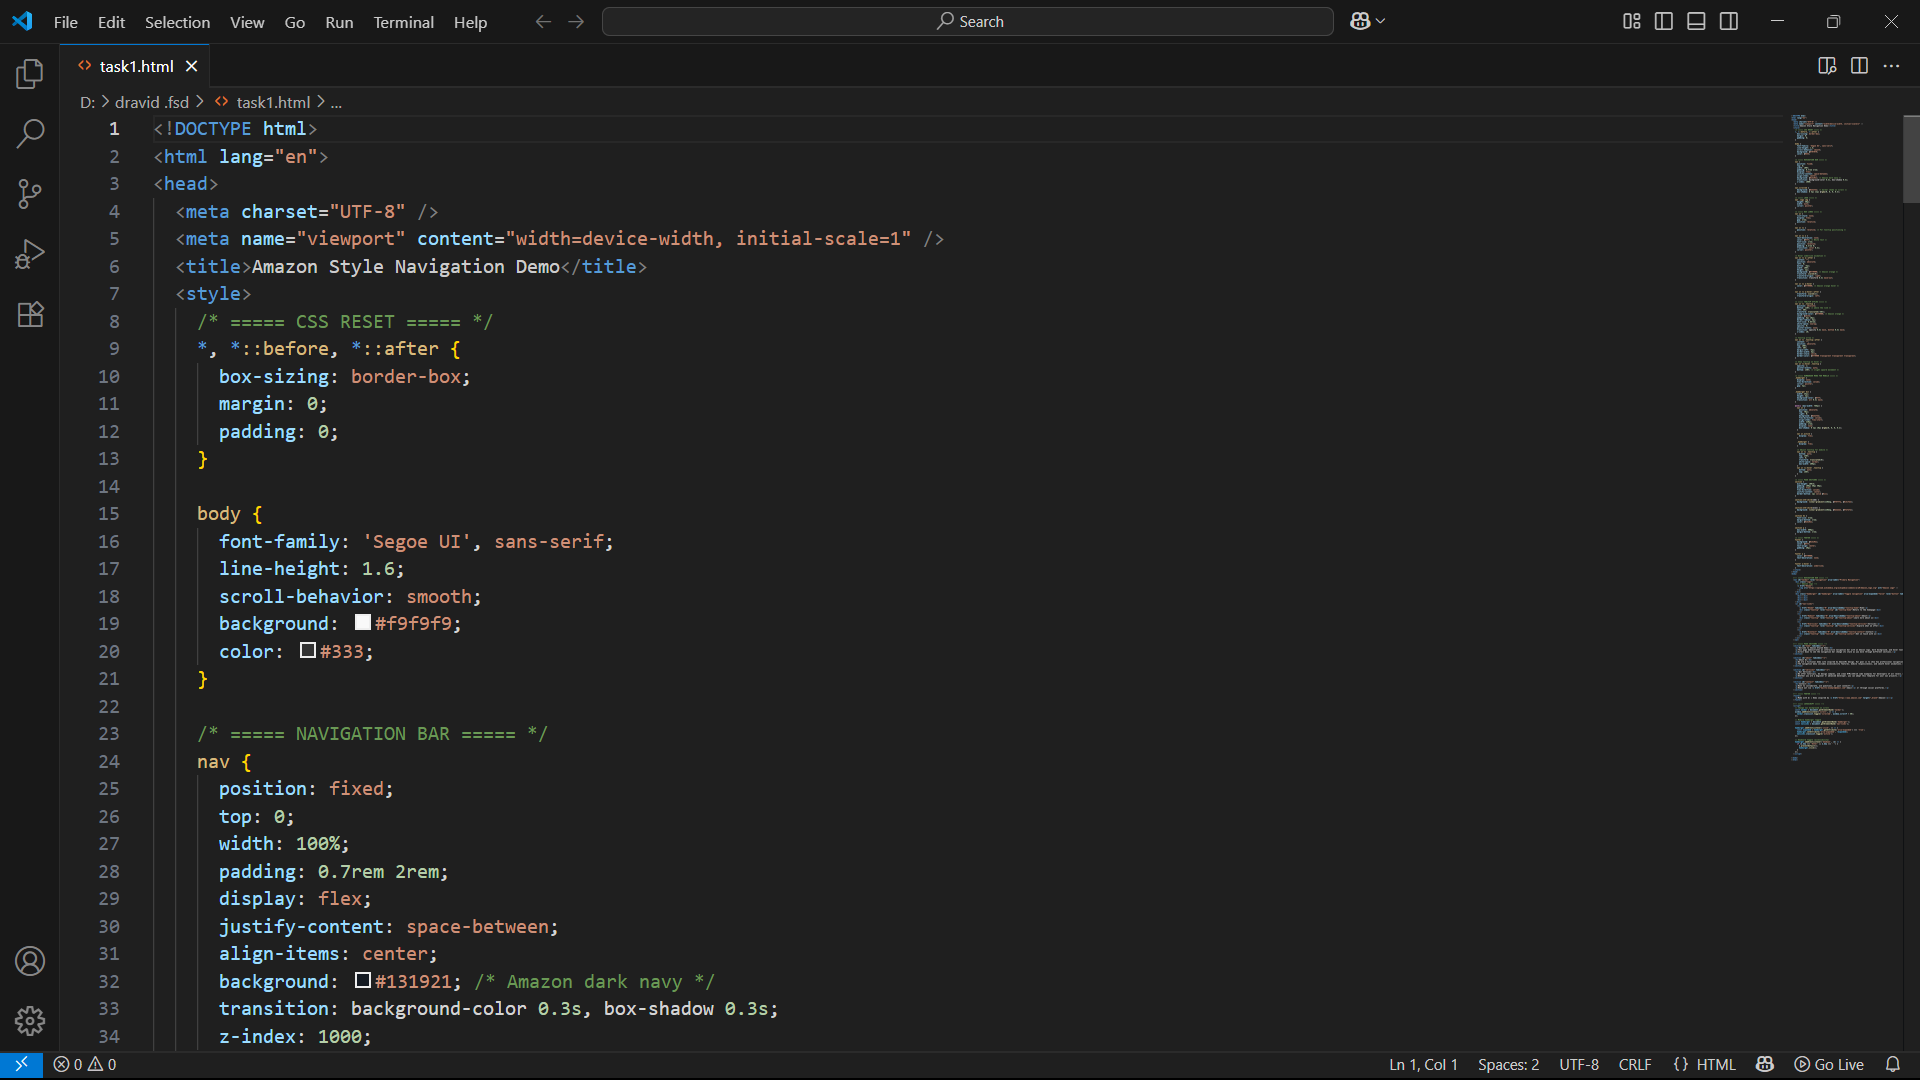 File Edit Selection View Go Run Terminal Help
Search
task1.html
D: > dravid .fsd > task1.html > ...
1 <!DOCTYPE html>
2 <html lang="en">
3 <head>
4 <meta charset="UTF-8" />
5 <meta name="viewport" content="width=device-width, initial-scale=1" />
6 <title>Amazon Style Navigation Demo</title>
7 <style>
8 /* ===== CSS RESET ===== */
9 *, *::before, *::after {
10 box-sizing: border-box;
11 margin: 0;
12 padding: 0;
13 }
14
15 body {
16 font-family: 'Segoe UI', sans-serif;
17 line-height: 1.6;
18 scroll-behavior: smooth;
19 background: #f9f9f9;
20 color: #333;
21 }
22
23 /* ===== NAVIGATION BAR ===== */
24 nav {
25 position: fixed;
26 top: 0;
27 width: 100%;
28 padding: 0.7rem 2rem;
29 display: flex;
30 justify-content: space-between;
31 align-items: center;
32 background: #131921; /* Amazon dark navy */
33 transition: background-color 0.3s, box-shadow 0.3s;
34 z-index: 1000;
0 0 Ln 1, Col 1 Spaces: 2 UTF-8 CRLF {} HTML Go Live